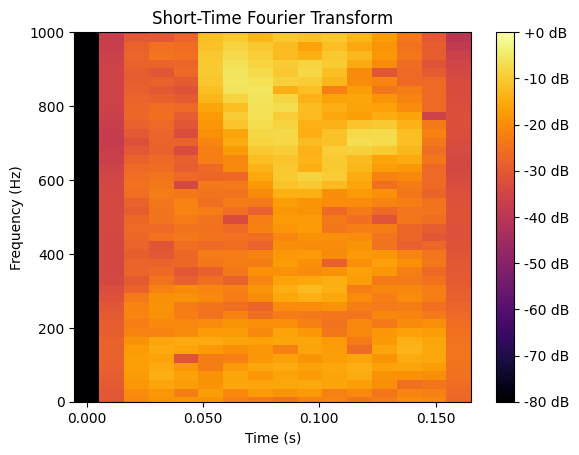 Short-Time Fourier Transform
Frequency (Hz)
1000
800
600
400
200
0
0.000
0.050
0.100
0.150
Time (s)
+0 dB
-10 dB
-20 dB
-30 dB
-40 dB
-50 dB
-60 dB
-70 dB
-80 dB